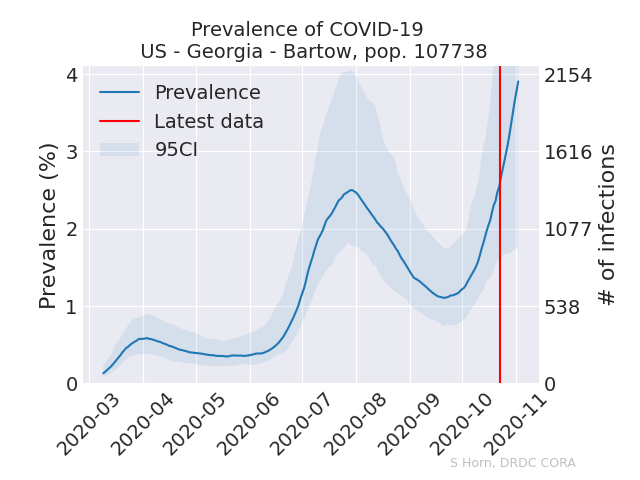 Prevalence of COVID-19
US - Georgia - Bartow, pop. 107738
Prevalence
Latest data
95CI
Prevalence (%)
4
3
2
1
0
2154
1616
1077
538
0
# of infections
2020-03
2020-04
2020-05
2020-06
2020-07
2020-08
2020-09
2020-10
2020-11
S Horn, DRDC CORA